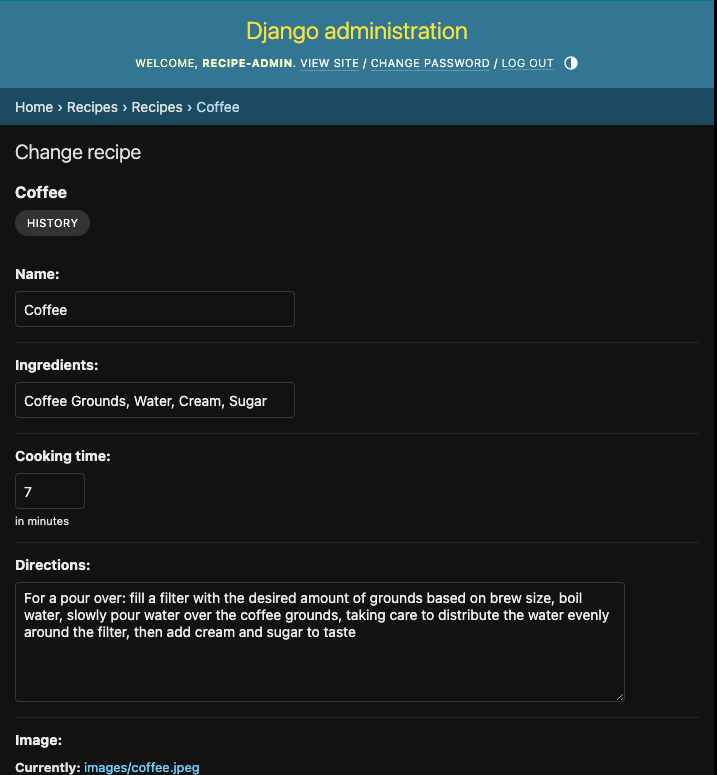 Django administration
WELCOME, RECIPE-ADMIN. VIEW SITE / CHANGE PASSWORD / LOG OUT
Home › Recipes › Recipes › Coffee
Change recipe
Coffee
HISTORY
Name:
Coffee
Ingredients:
Coffee Grounds, Water, Cream, Sugar
Cooking time:
7
in minutes
Directions:
For a pour over: fill a filter with the desired amount of grounds based on brew size, boil
water, slowly pour water over the coffee grounds, taking care to distribute the water evenly
around the filter, then add cream and sugar to taste
Image:
Currently: images/coffee.jpeg